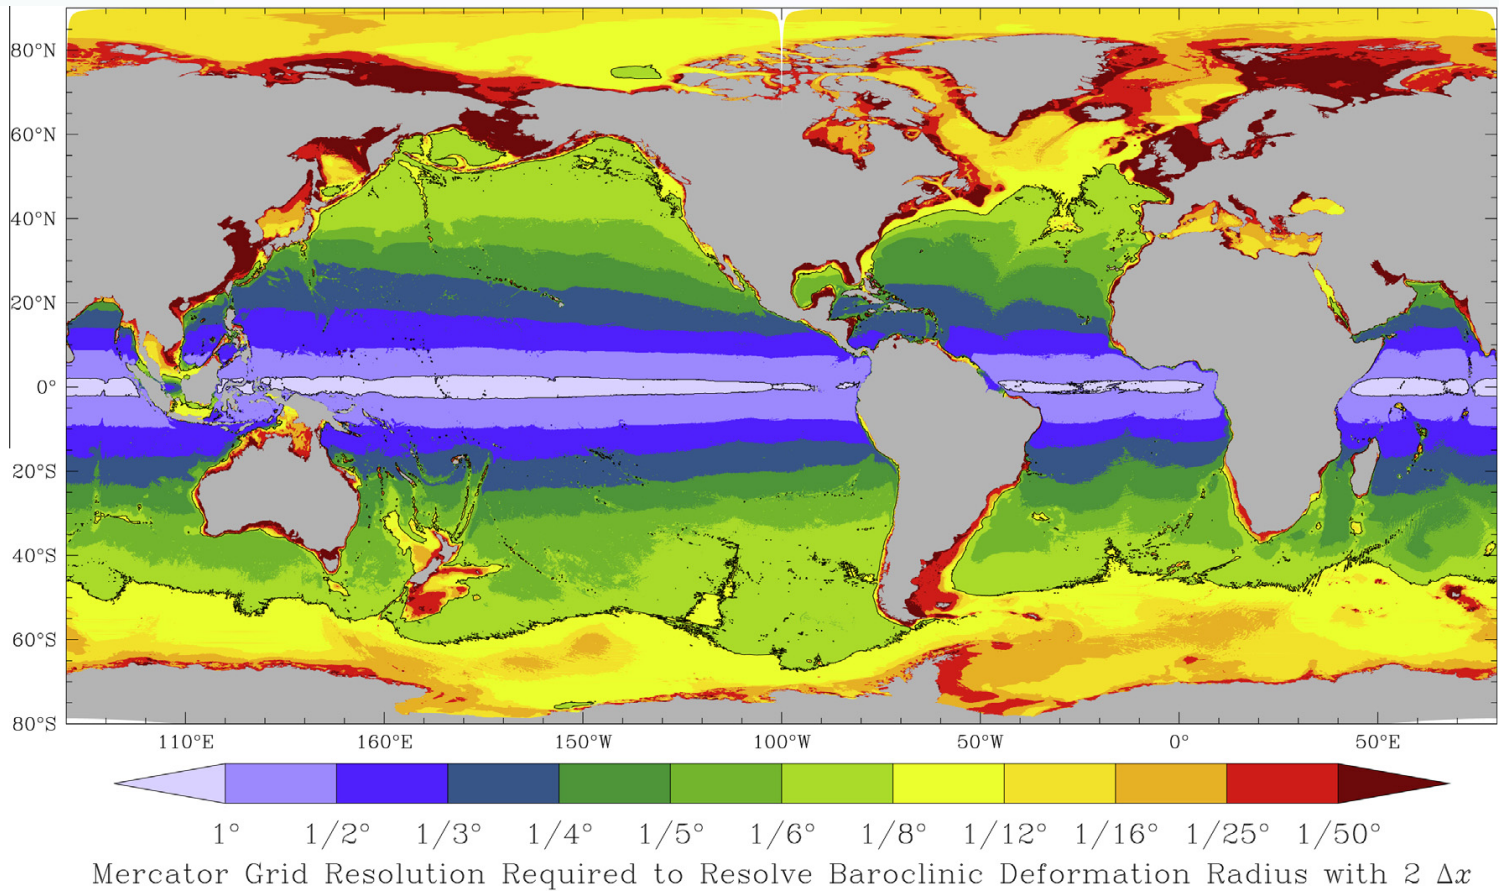 80°N
60°N
40°N
20°N
0°
20°S
40°S
60°S
80°S
110°E 160°E 150°W 100°W 50°W 0° 50°E
1° 1/2° 1/3° 1/4° 1/5° 1/6° 1/8° 1/12° 1/16° 1/25° 1/50°
Mercator Grid Resolution Required to Resolve Baroclinic Deformation Radius with 2 Δx